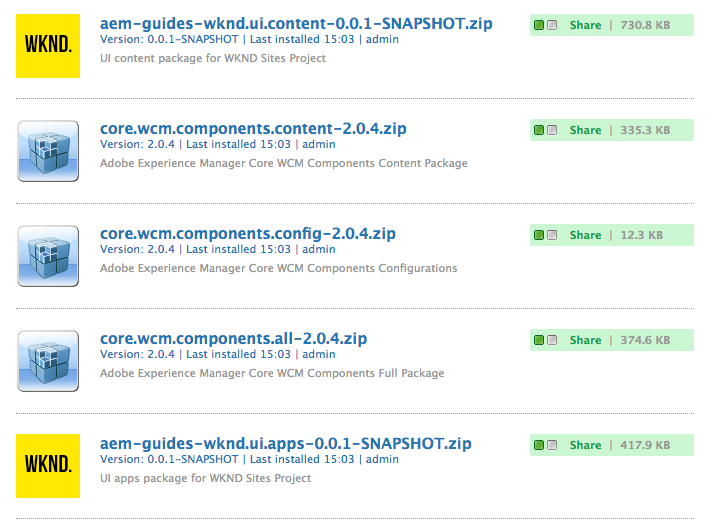 WKND.
aem-guides-wknd.ui.content-0.0.1-SNAPSHOT.zip
Version: 0.0.1-SNAPSHOT | Last installed 15:03 | admin
UI content package for WKND Sites Project
Share | 730.8 KB
core.wcm.components.content-2.0.4.zip
Version: 2.0.4 | Last installed 15:03 | admin
Adobe Experience Manager Core WCM Components Content Package
Share | 335.3 KB
core.wcm.components.config-2.0.4.zip
Version: 2.0.4 | Last installed 15:03 | admin
Adobe Experience Manager Core WCM Components Configurations
Share | 12.3 KB
core.wcm.components.all-2.0.4.zip
Version: 2.0.4 | Last installed 15:03 | admin
Adobe Experience Manager Core WCM Components Full Package
Share | 374.6 KB
WKND.
aem-guides-wknd.ui.apps-0.0.1-SNAPSHOT.zip
Version: 0.0.1-SNAPSHOT | Last installed 15:03 | admin
UI apps package for WKND Sites Project
Share | 417.9 KB